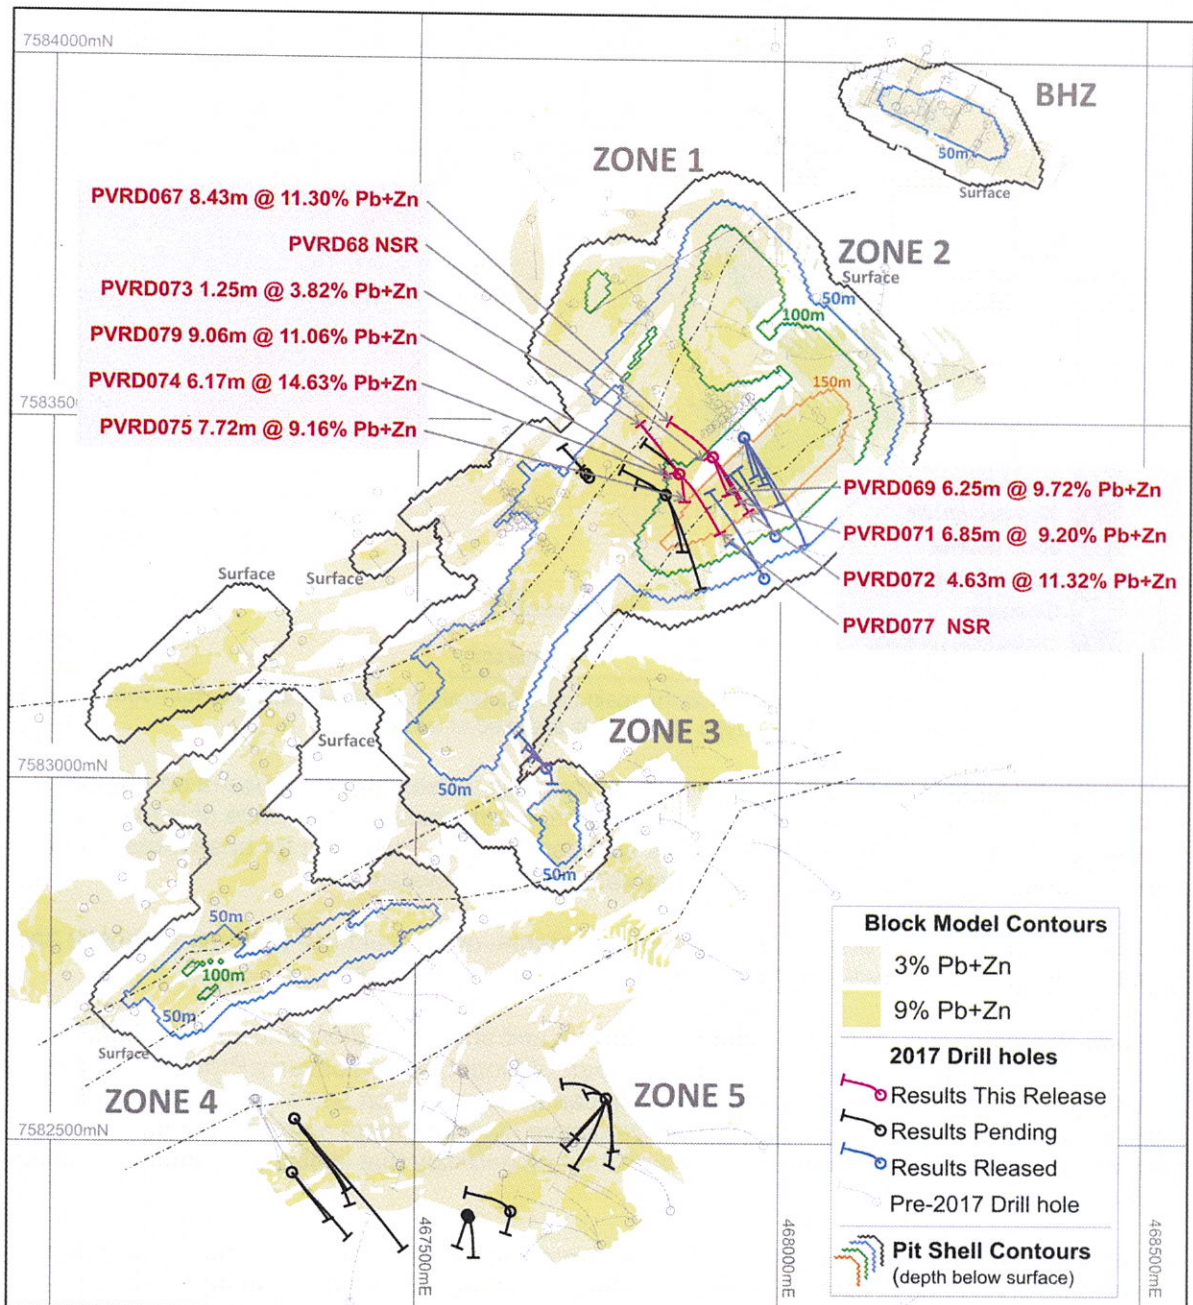 7584000mN
BHZ
50m
Surface
ZONE 1
PVRD067 8.43m @ 11.30% Pb+Zn
PVRD68 NSR
PVRD073 1.25m @ 3.82% Pb+Zn
PVRD079 9.06m @ 11.06% Pb+Zn
PVRD074 6.17m @ 14.63% Pb+Zn
PVRD075 7.72m @ 9.16% Pb+Zn
ZONE 2
Surface
50m
100m
150m
758350
PVRD069 6.25m @ 9.72% Pb+Zn
PVRD071 6.85m @ 9.20% Pb+Zn
PVRD072 4.63m @ 11.32% Pb+Zn
PVRD077 NSR
Surface
Surface
Surface
ZONE 3
7583000mN
50m
50m
50m
100m
50m
Surface
ZONE 4
ZONE 5
7582500mN
467500mE
468000mE
468500mE
Block Model Contours
3% Pb+Zn
9% Pb+Zn
2017 Drill holes
Results This Release
Results Pending
Results Rleased
Pre-2017 Drill hole
Pit Shell Contours
(depth below surface)